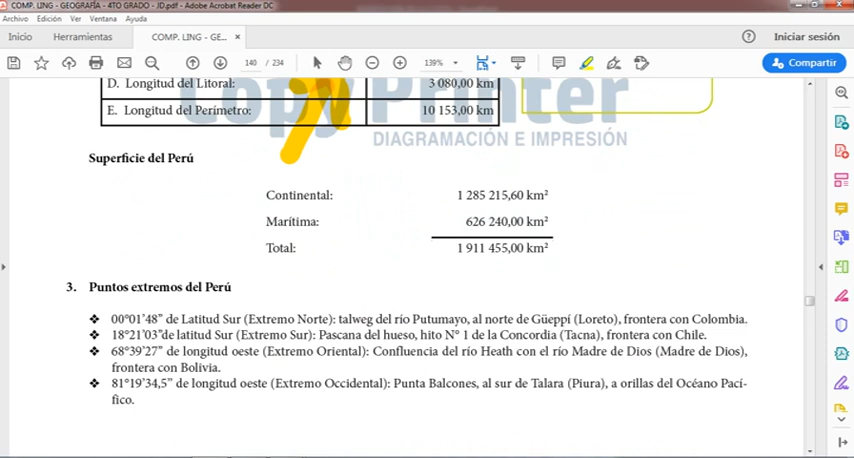 COMP. LING - GEOGRAFÍA - 4TO GRADO - JD.pdf - Adobe Acrobat Reader DC
Archivo Edición Ver Ventana Ayuda
Inicio Herramientas COMP. LING - GE... × Iniciar sesión
140 / 234 139% Compartir
D. Longitud del Litoral: 3 080,00 km
E. Longitud del Perímetro: 10 153,00 km
Copy Printer
DIAGRAMACIÓN E IMPRESIÓN
Superficie del Perú
Continental: 1 285 215,60 km²
Marítima: 626 240,00 km²
Total: 1 911 455,00 km²
3. Puntos extremos del Perú
❖ 00°01’48” de Latitud Sur (Extremo Norte): talweg del río Putumayo, al norte de Güeppí (Loreto), frontera con Colombia.
❖ 18°21’03”de latitud Sur (Extremo Sur): Pascana del hueso, hito N° 1 de la Concordia (Tacna), frontera con Chile.
❖ 68°39’27” de longitud oeste (Extremo Oriental): Confluencia del río Heath con el río Madre de Dios (Madre de Dios),
frontera con Bolivia.
❖ 81°19’34,5” de longitud oeste (Extremo Occidental): Punta Balcones, al sur de Talara (Piura), a orillas del Océano Pací-
fico.